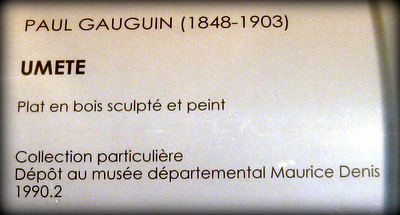 PAUL GAUGUIN (1848-1903)
UMETE
Plat en bois sculpté et peint
Collection particulière
Dépôt au musée départemental Maurice Denis
1990.2